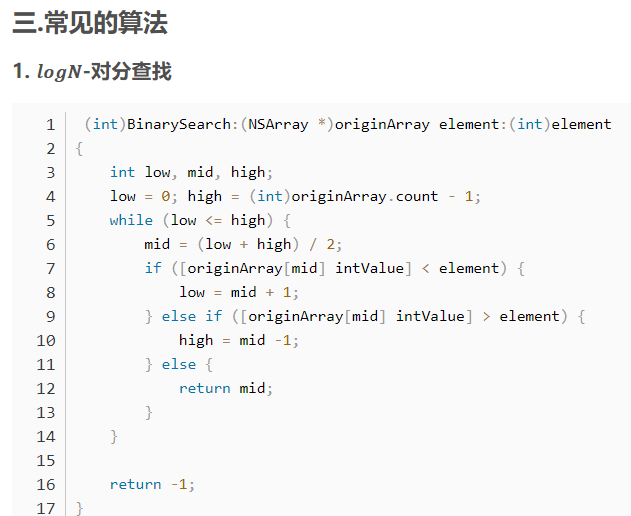 三.常见的算法
1. logN-对分查找
1 (int)BinarySearch:(NSArray *)originArray element:(int)element
2 {
3     int low, mid, high;
4     low = 0; high = (int)originArray.count - 1;
5     while (low <= high) {
6         mid = (low + high) / 2;
7         if ([originArray[mid] intValue] < element) {
8             low = mid + 1;
9         } else if ([originArray[mid] intValue] > element) {
10             high = mid -1;
11         } else {
12             return mid;
13         }
14     }
15
16     return -1;
17 }